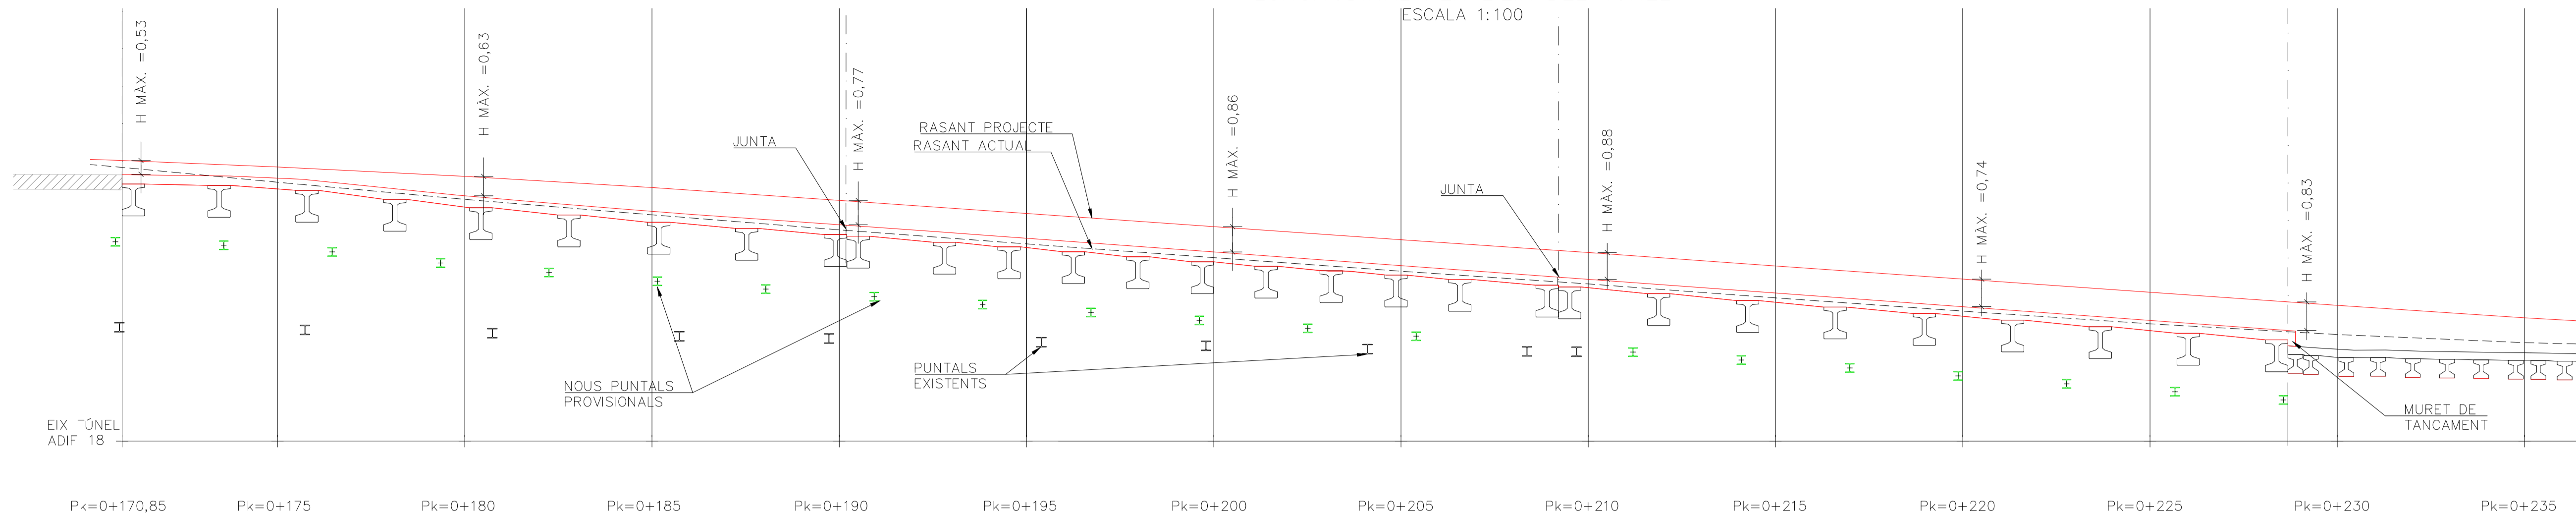 ESCALA 1:100
H MÀX. =0,53
H MÀX. =0,63
H MÀX. =0,77
H MÀX. =0,86
H MÀX. =0,88
H MÀX. =0,74
H MÀX. =0,83
JUNTA
RASANT PROJECTE
RASANT ACTUAL
JUNTA
NOUS PUNTALS
PROVISIONALS
PUNTALS
EXISTENTS
MURET DE
TANCAMENT
EIX TÚNEL
ADIF 18
Pk=0+170,85
Pk=0+175
Pk=0+180
Pk=0+185
Pk=0+190
Pk=0+195
Pk=0+200
Pk=0+205
Pk=0+210
Pk=0+215
Pk=0+220
Pk=0+225
Pk=0+230
Pk=0+235